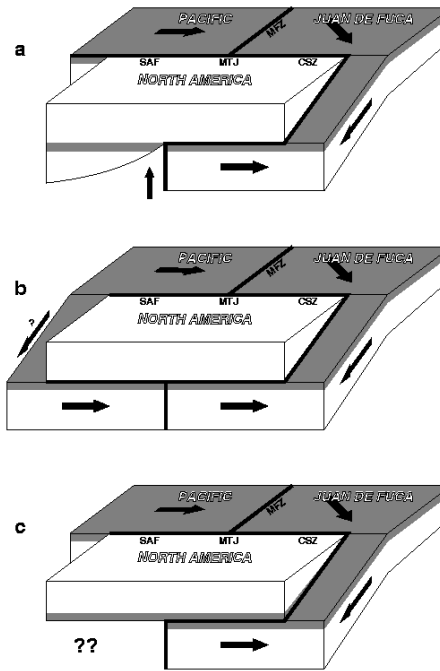 PACIFIC
JUAN DE FUCA
MFZ
a
SAF MTJ CSZ
NORTH AMERICA
PACIFIC
JUAN DE FUCA
MFZ
b
SAF MTJ CSZ
?
NORTH AMERICA
PACIFIC
JUAN DE FUCA
MFZ
c
SAF MTJ CSZ
NORTH AMERICA
??